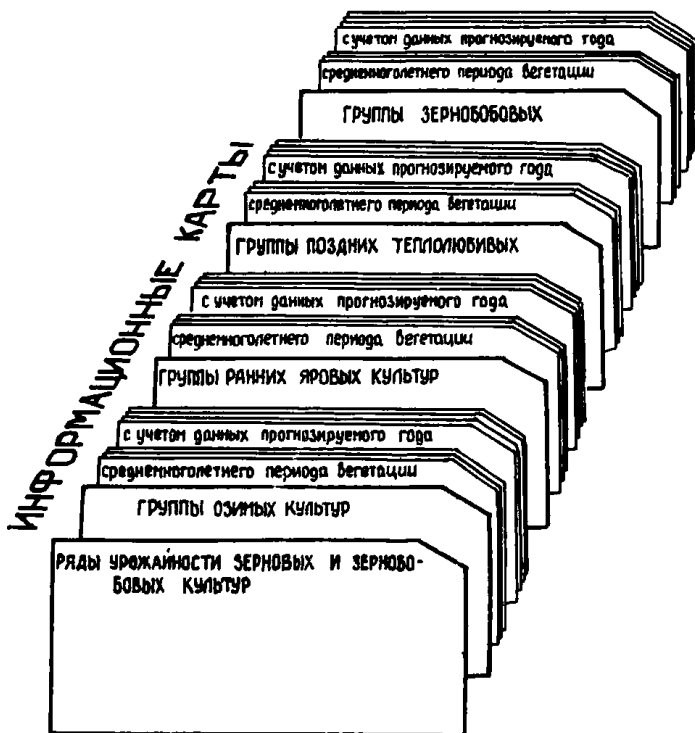 с учетом данных прогнозируемого года
среднемноголетнего периода вегетации
ГРУППЫ ЗЕРНОБОБОВЫХ
с учетом данных прогнозируемого года
среднемноголетнего периода вегетации
ГРУППЫ ПОЗДНИХ ТЕПЛОЛЮБИВЫХ
с учетом данных прогнозируемого года
среднемноголетнего периода вегетации
ГРУППЫ РАННИХ ЯРОВЫХ КУЛЬТУР
с учетом данных прогнозируемого года
среднемноголетнего периода вегетации
ГРУППЫ ОЗИМЫХ КУЛЬТУР
РЯДЫ УРОЖАЙНОСТИ ЗЕРНОВЫХ И ЗЕРНОБО-
БОВЫХ КУЛЬТУР
ИНФОРМАЦИОННЫЕ КАРТЫ